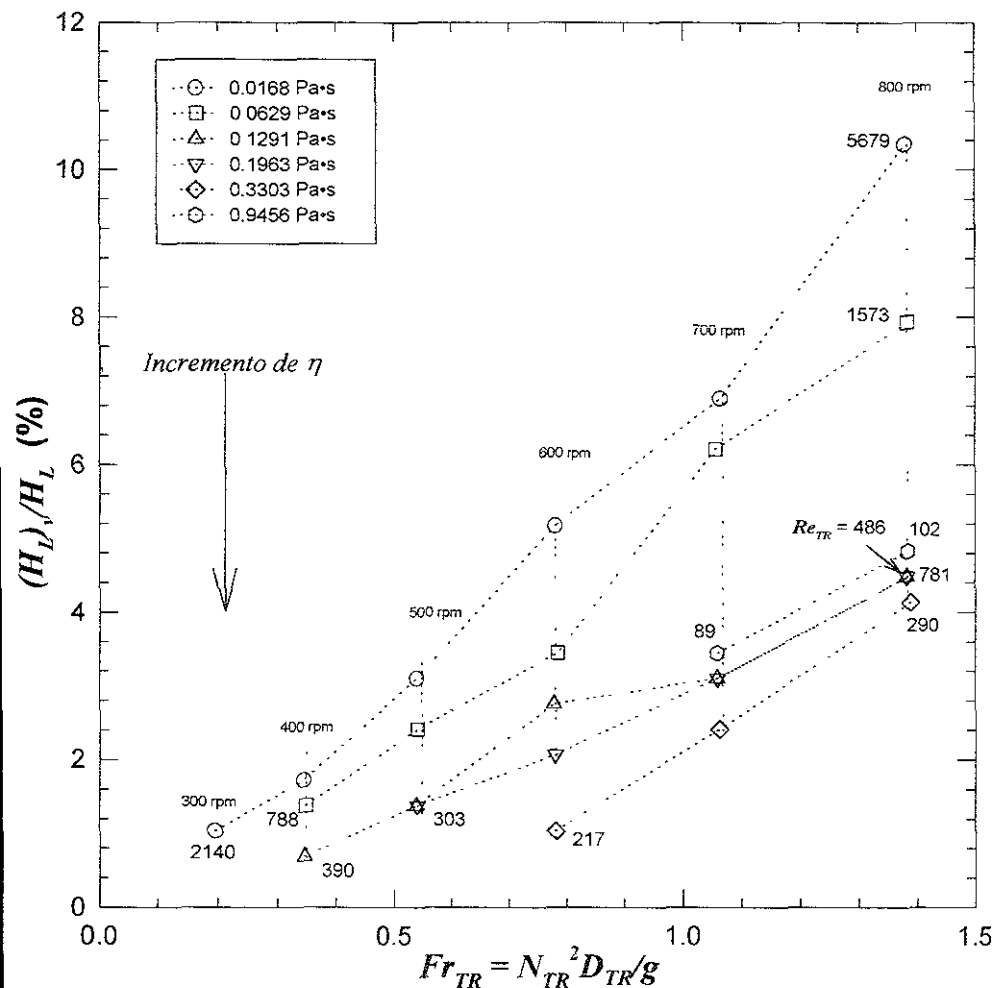 12
10
8
6
4
2
0
(H_L)_v/H_L (%)
0.0168 Pa•s
0 0629 Pa•s
0 1291 Pa•s
0.1963 Pa•s
0.3303 Pa•s
0.9456 Pa•s
Incremento de η
800 rpm
5679
1573
700 rpm
600 rpm
Re_TR = 486
102
781
290
500 rpm
89
400 rpm
300 rpm
788
2140
390
303
217
0.0
0.5
1.0
1.5
Fr_TR = N_TR²D_TR/g